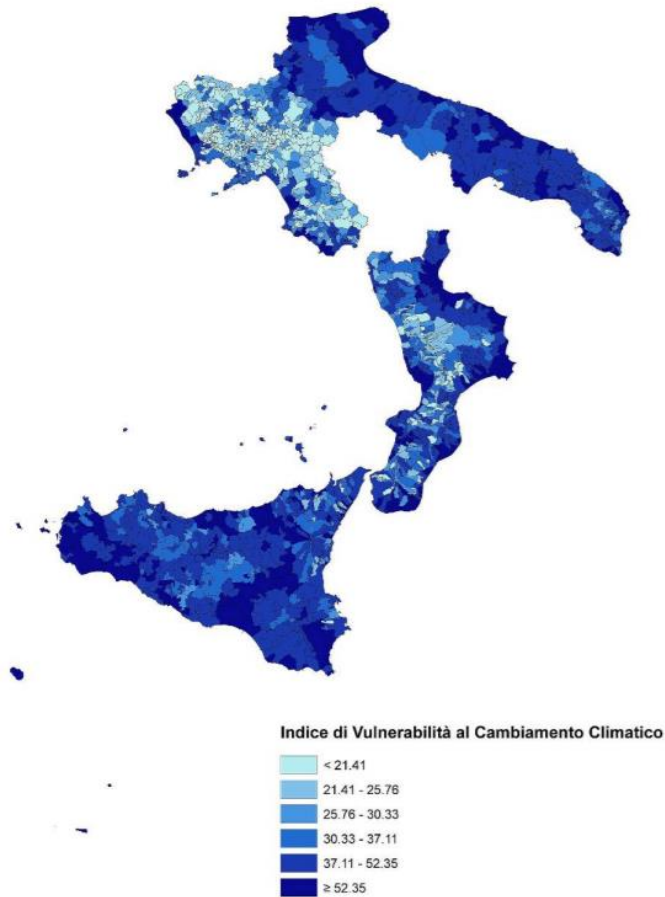 Indice di Vulnerabilità al Cambiamento Climatico
< 21.41
21.41 - 25.76
25.76 - 30.33
30.33 - 37.11
37.11 - 52.35
≥ 52.35